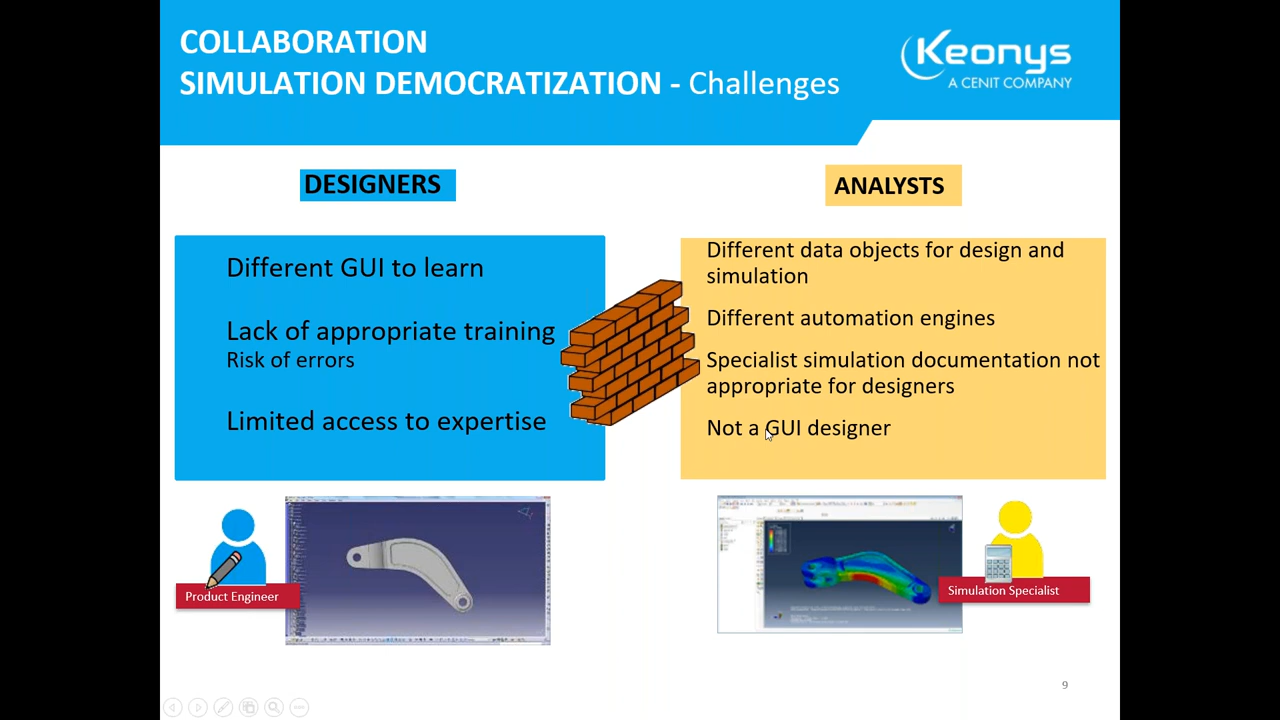 COLLABORATION
SIMULATION DEMOCRATIZATION - Challenges
Keonys
A CENIT COMPANY
DESIGNERS
ANALYSTS
Different GUI to learn
Lack of appropriate training
Risk of errors
Limited access to expertise
Different data objects for design and
simulation
Different automation engines
Specialist simulation documentation not
appropriate for designers
Not a GUI designer
Product Engineer
Simulation Specialist
9